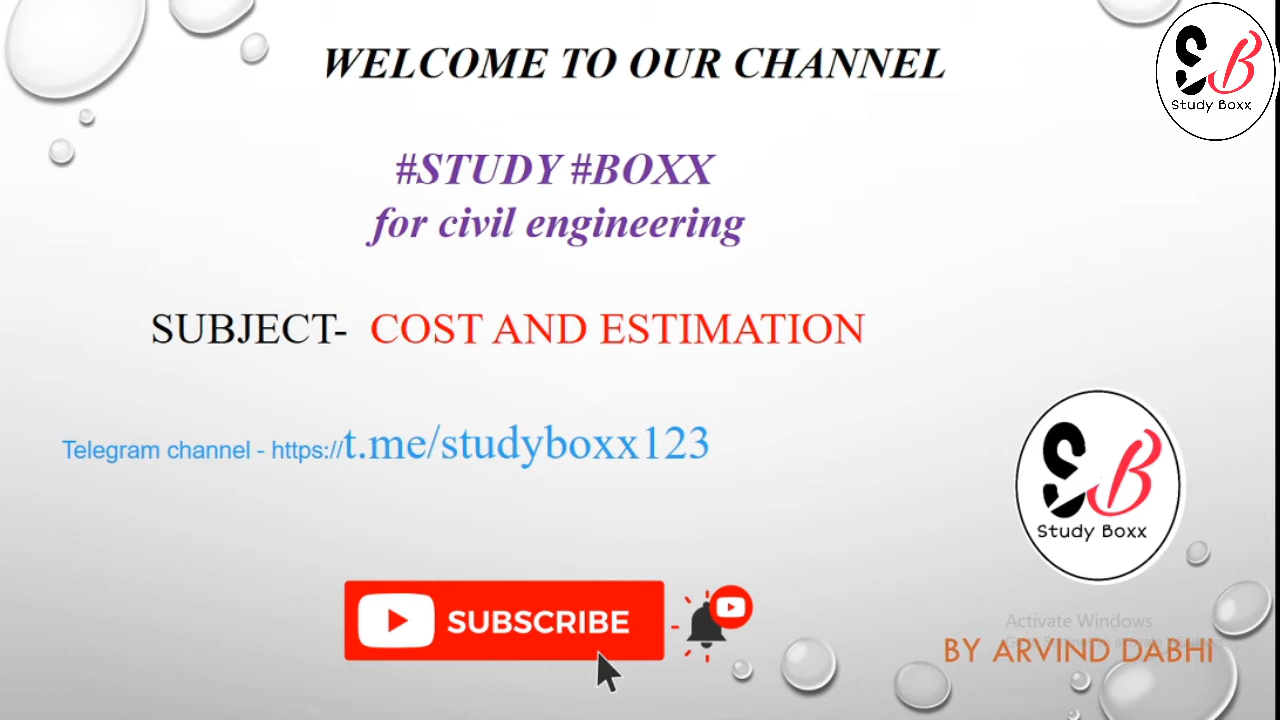 WELCOME TO OUR CHANNEL
SB
Study Boxx
#STUDY #BOXX
for civil engineering
SUBJECT- COST AND ESTIMATION
Telegram channel - https://t.me/studyboxx123
SB
Study Boxx
SUBSCRIBE
Activate Windows
BY ARVIND DABHI